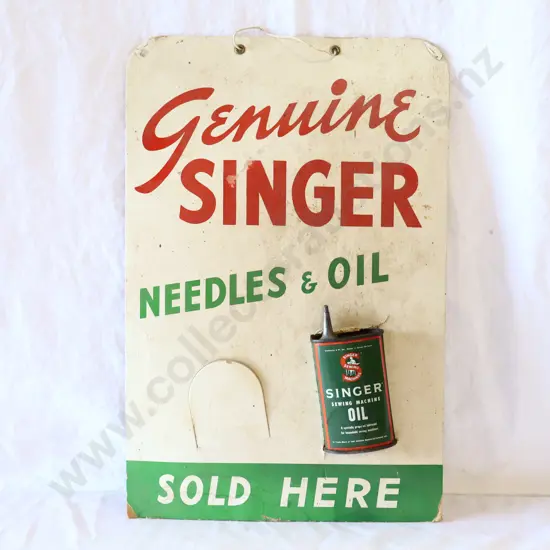 Genuine
SINGER
NEEDLES & OIL
SINGER
SEWING MACHINE
OIL
SOLD HERE